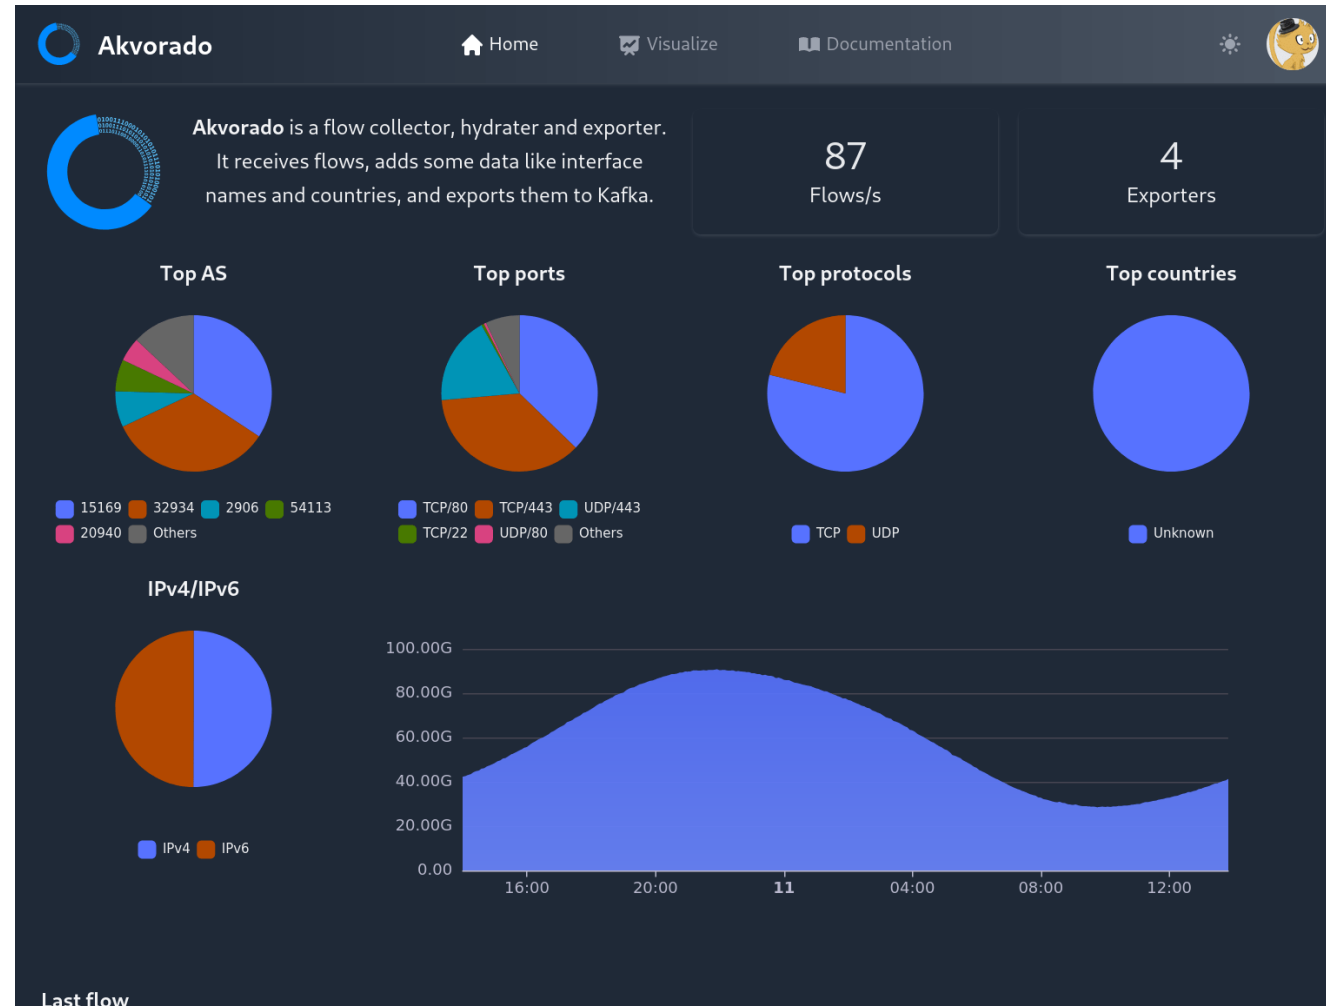 Akvorado
Home
Visualize
Documentation
Akvorado is a flow collector, hydrater and exporter.
It receives flows, adds some data like interface
names and countries, and exports them to Kafka.
87
Flows/s
4
Exporters
Top AS
15169 32934 2906 54113
20940 Others
Top ports
TCP/80 TCP/443 UDP/443
TCP/22 UDP/80 Others
Top protocols
TCP UDP
Top countries
Unknown
IPv4/IPv6
IPv4 IPv6
100.00G
80.00G
60.00G
40.00G
20.00G
0.00
16:00 20:00 11 04:00 08:00 12:00
Last flow